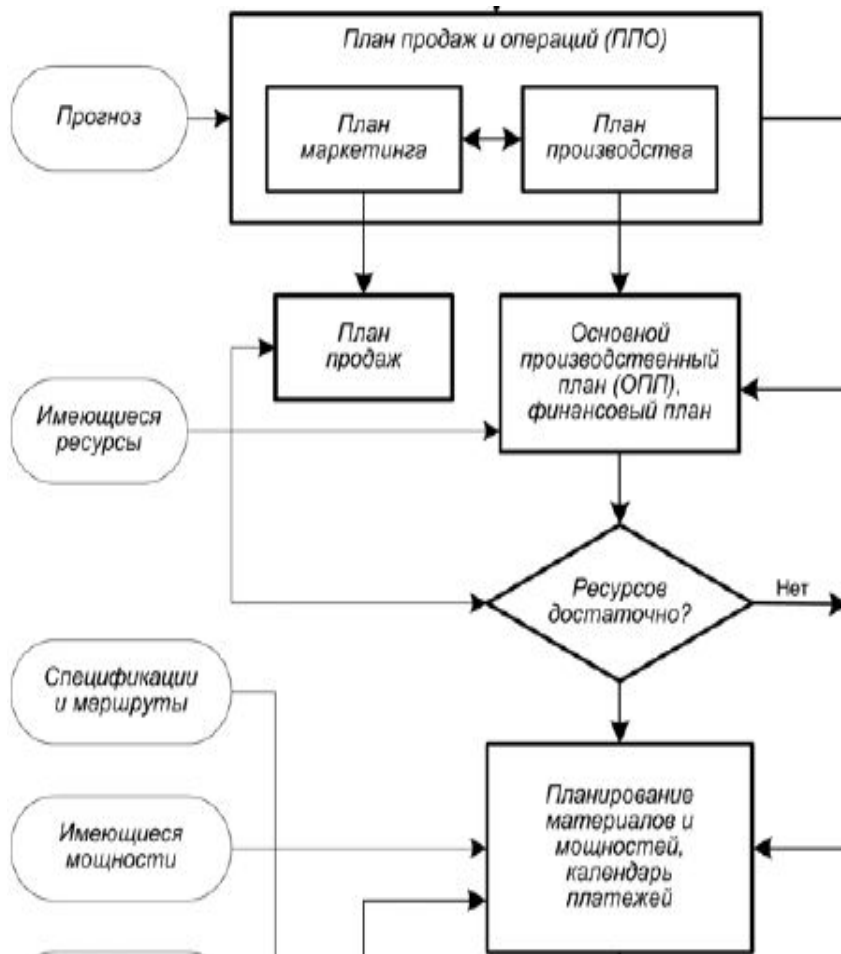 План продаж и операций (ППО)
Прогноз
План
маркетинга
План
производства
План
продаж
Основной
производственный
план (ОПП),
финансовый план
Имеющиеся
ресурсы
Ресурсов
достаточно?
Нет
Спецификации
и маршруты
Имеющиеся
мощности
Планирование
материалов и
мощностей,
календарь
платежей